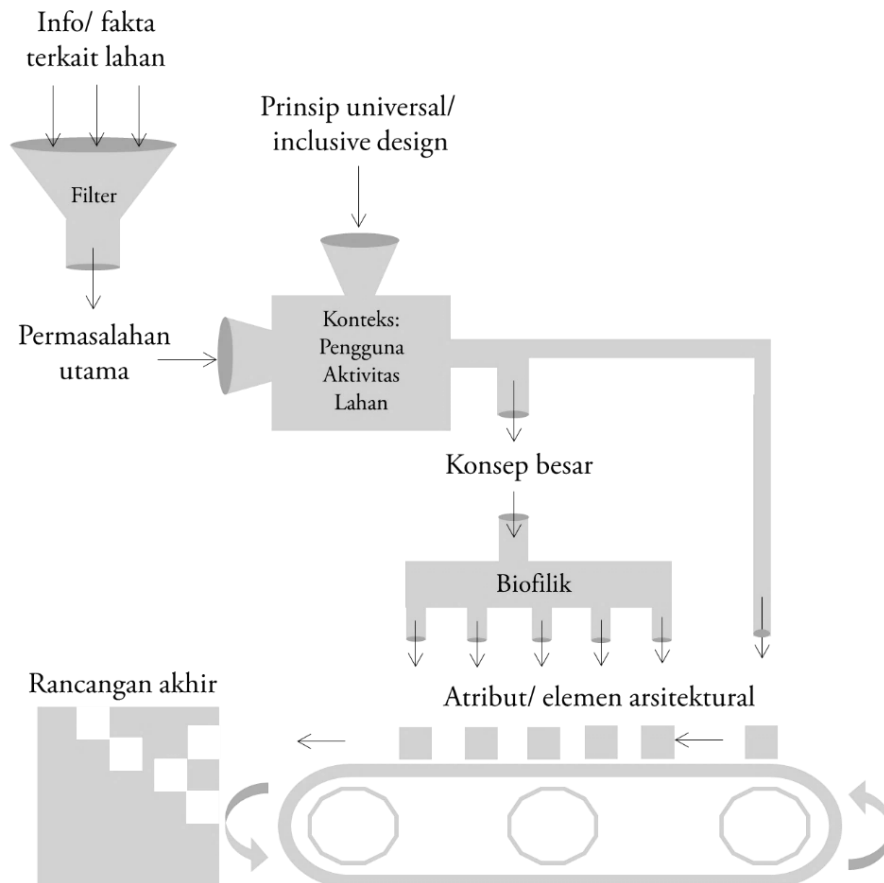 Info/ fakta
terkait lahan
Prinsip universal/
inclusive design
Filter
Permasalahan
utama
Konteks:
Pengguna
Aktivitas
Lahan
Konsep besar
Biofilik
Rancangan akhir
Atribut/ elemen arsitektural